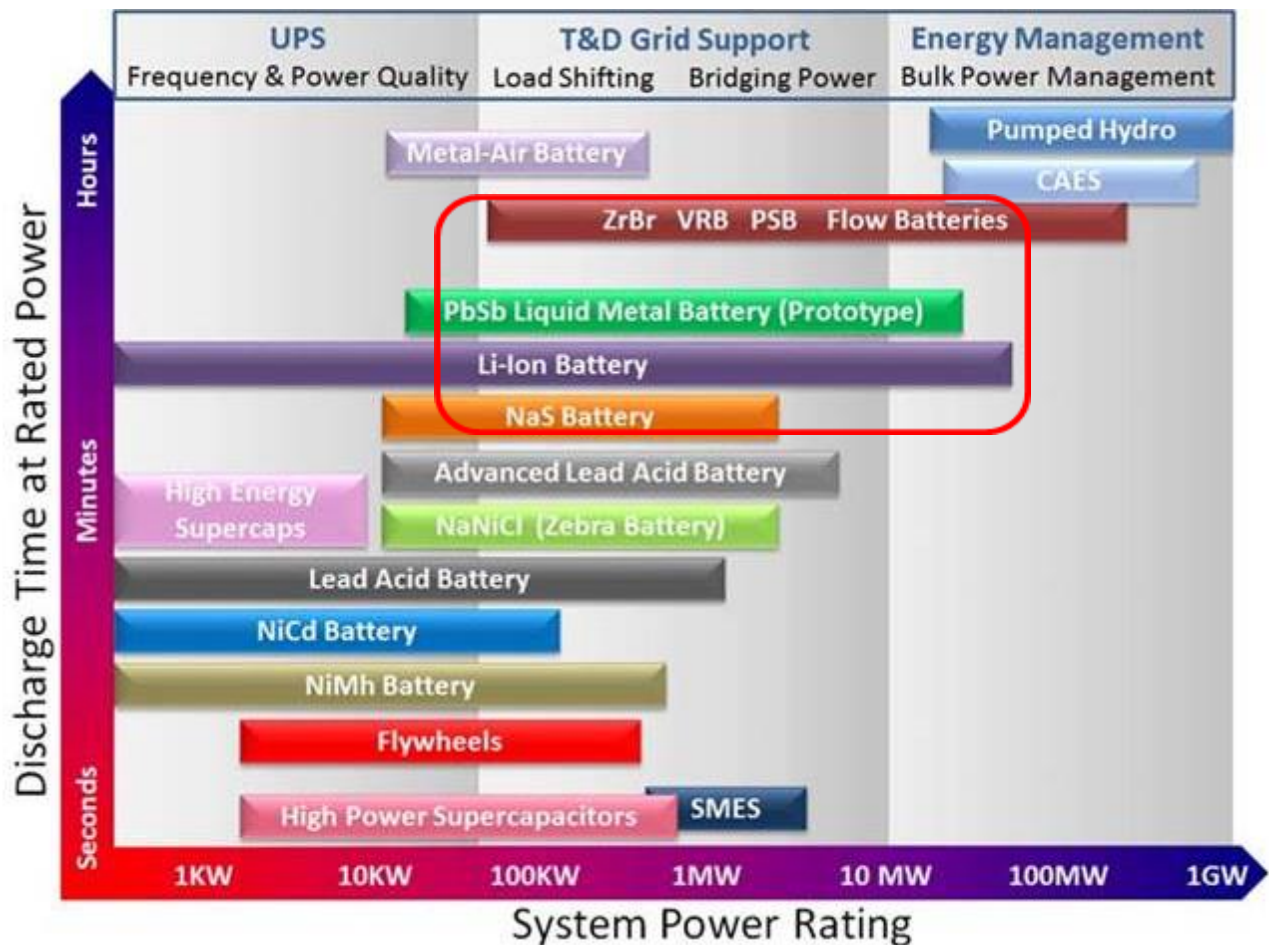 UPS
Frequency & Power Quality
T&D Grid Support
Load Shifting Bridging Power
Energy Management
Bulk Power Management
Discharge Time at Rated Power
Hours
Minutes
Seconds
Pumped Hydro
Metal-Air Battery
CAES
ZrBr VRB PSB Flow Batteries
PbSb Liquid Metal Battery (Prototype)
Li-Ion Battery
NaS Battery
Advanced Lead Acid Battery
High Energy
Supercaps
NaNiCl (Zebra Battery)
Lead Acid Battery
NiCd Battery
NiMh Battery
Flywheels
SMES
High Power Supercapacitors
1KW 10KW 100KW 1MW 10 MW 100MW 1GW
System Power Rating